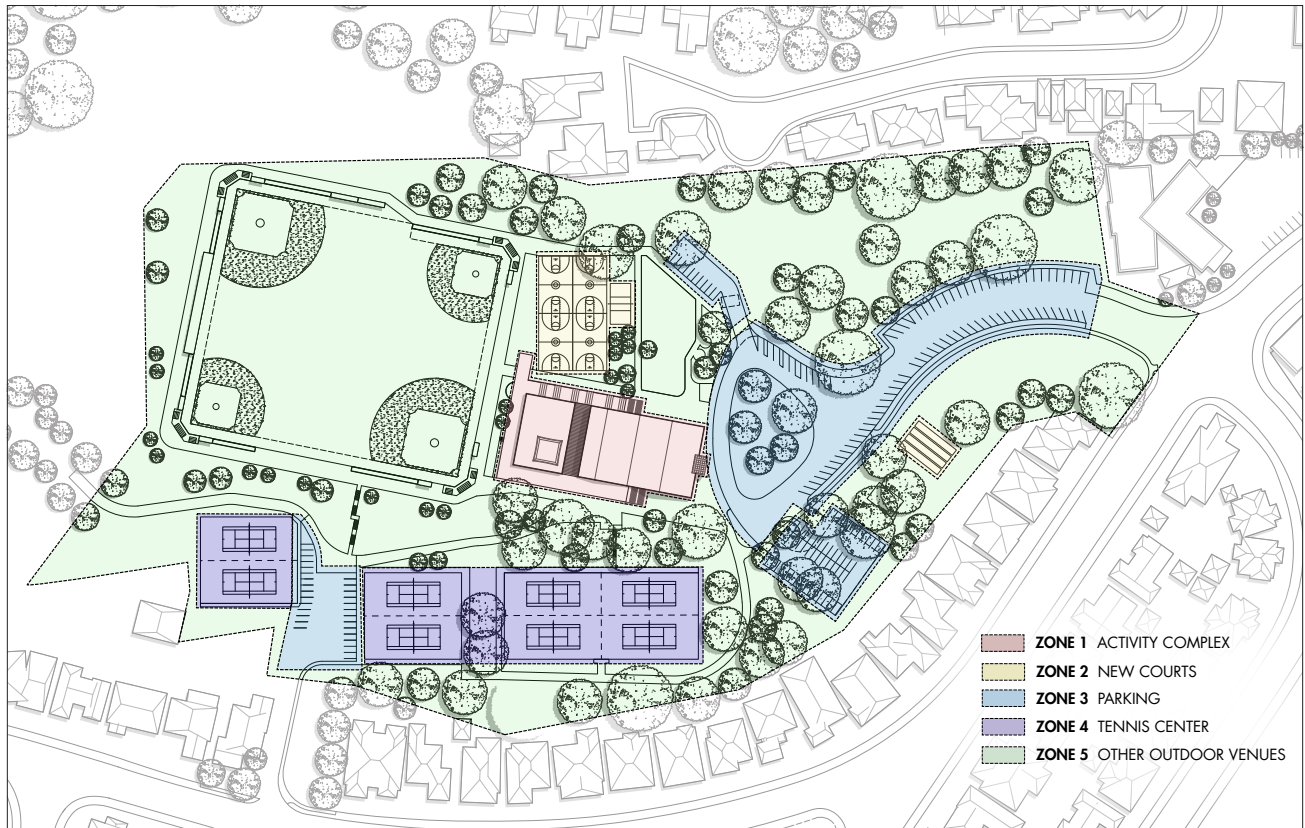 ZONE 1 ACTIVITY COMPLEX
ZONE 2 NEW COURTS
ZONE 3 PARKING
ZONE 4 TENNIS CENTER
ZONE 5 OTHER OUTDOOR VENUES